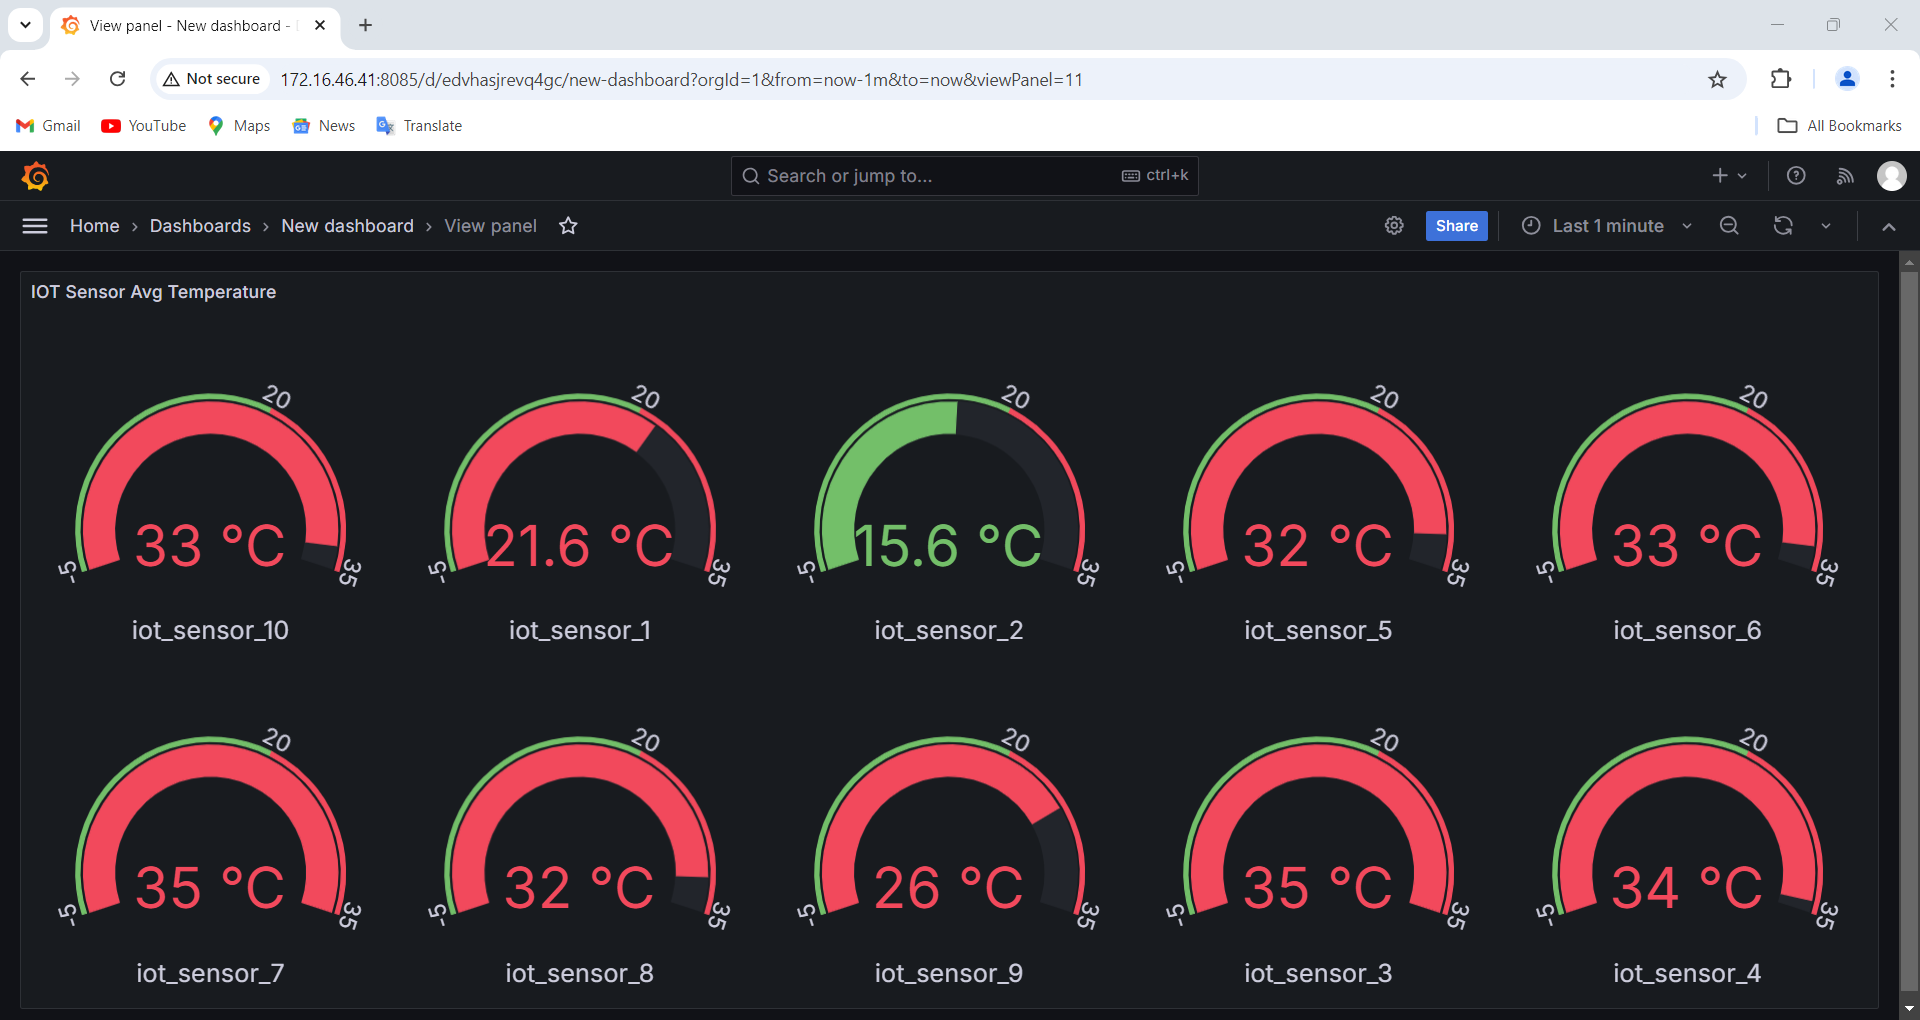 View panel - New dashboard -
Not secure
172.16.46.41:8085/d/edvhasjrevq4gc/new-dashboard?orgId=1&from=now-1m&to=now&viewPanel=11
Gmail YouTube Maps News Translate All Bookmarks
Search or jump to... ctrl+k
Home › Dashboards › New dashboard › View panel Share Last 1 minute
IOT Sensor Avg Temperature
20 20 20 20 20
33 °C 21.6 °C 15.6 °C 32 °C 33 °C
-5 35 -5 35 -5 35 -5 35 -5 35
iot_sensor_10 iot_sensor_1 iot_sensor_2 iot_sensor_5 iot_sensor_6
20 20 20 20 20
35 °C 32 °C 26 °C 35 °C 34 °C
-5 35 -5 35 -5 35 -5 35 -5 35
iot_sensor_7 iot_sensor_8 iot_sensor_9 iot_sensor_3 iot_sensor_4